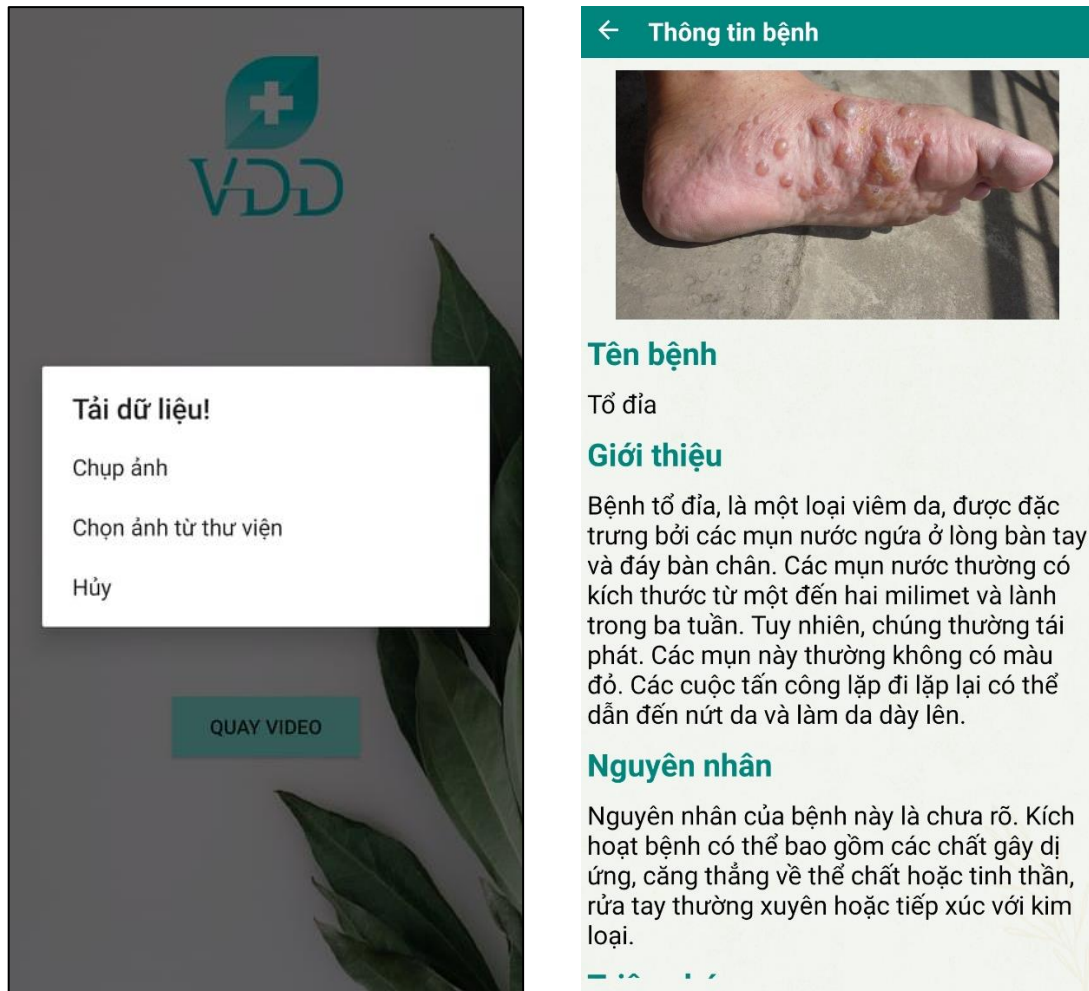 VDD
Tải dữ liệu!
Chụp ảnh
Chọn ảnh từ thư viện
Hủy
QUAY VIDEO
Thông tin bệnh
Tên bệnh
Tổ đỉa
Giới thiệu
Bệnh tổ đỉa, là một loại viêm da, được đặc
trưng bởi các mụn nước ngứa ở lòng bàn tay
và đáy bàn chân. Các mụn nước thường có
kích thước từ một đến hai milimet và lành
trong ba tuần. Tuy nhiên, chúng thường tái
phát. Các mụn này thường không có màu
đỏ. Các cuộc tấn công lặp đi lặp lại có thể
dẫn đến nứt da và làm da dày lên.
Nguyên nhân
Nguyên nhân của bệnh này là chưa rõ. Kích
hoạt bệnh có thể bao gồm các chất gây dị
ứng, căng thẳng về thể chất hoặc tinh thần,
rửa tay thường xuyên hoặc tiếp xúc với kim
loại.